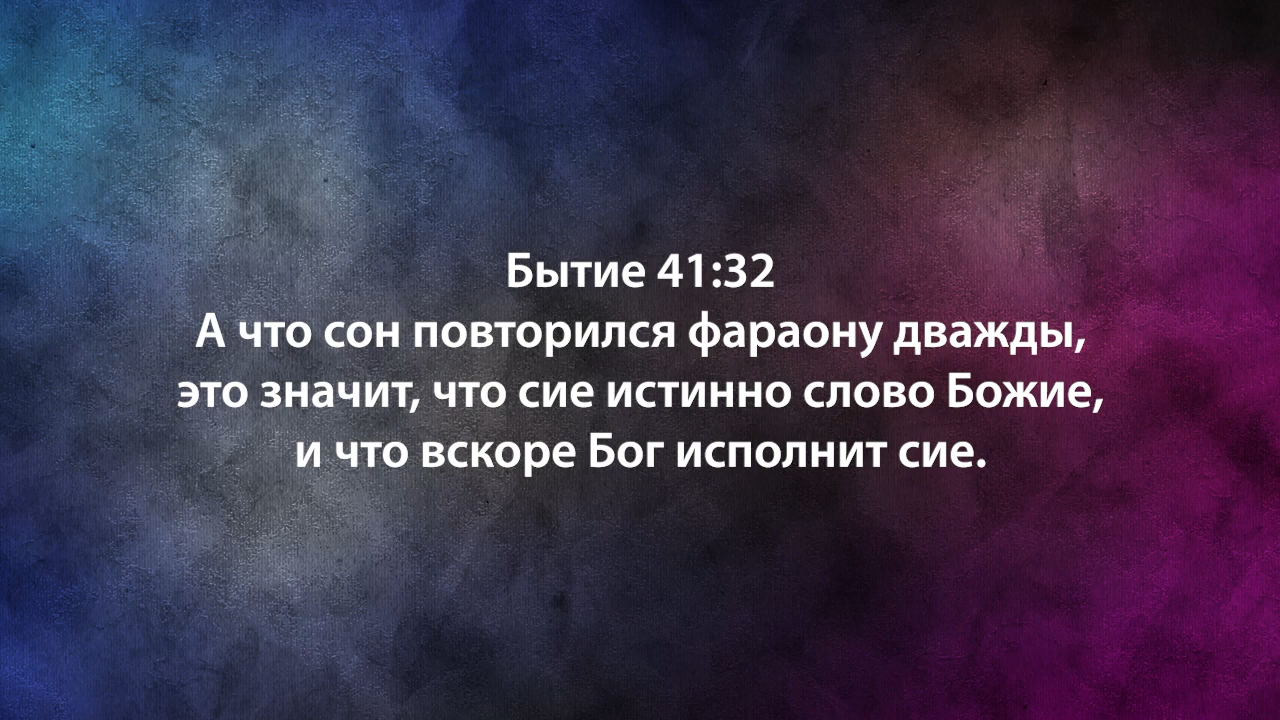 Бытие 41:32
А что сон повторился фараону дважды,
это значит, что сие истинно слово Божие,
и что вскоре Бог исполнит сие.